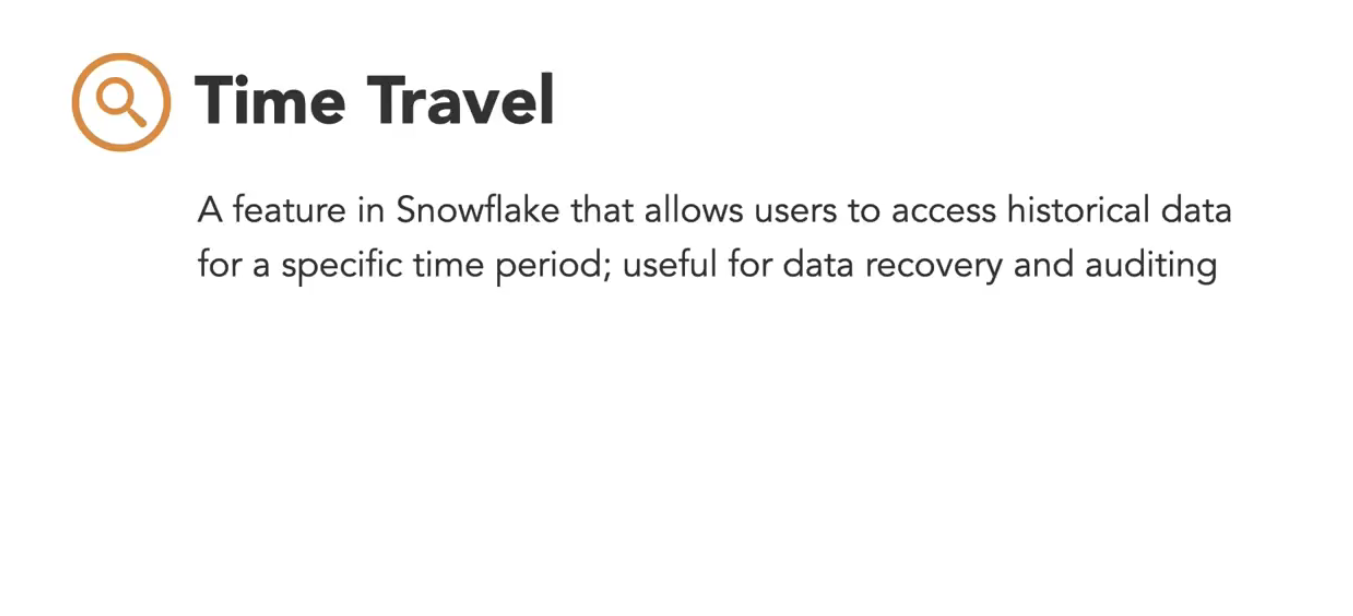 Time Travel
A feature in Snowflake that allows users to access historical data
for a specific time period; useful for data recovery and auditing